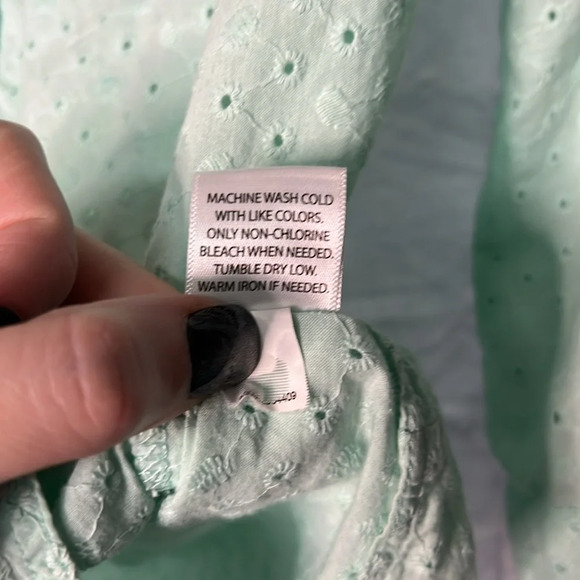 MACHINE WASH COLD
WITH LIKE COLORS.
ONLY NON-CHLORINE
BLEACH WHEN NEEDED.
TUMBLE DRY LOW.
WARM IRON IF NEEDED.